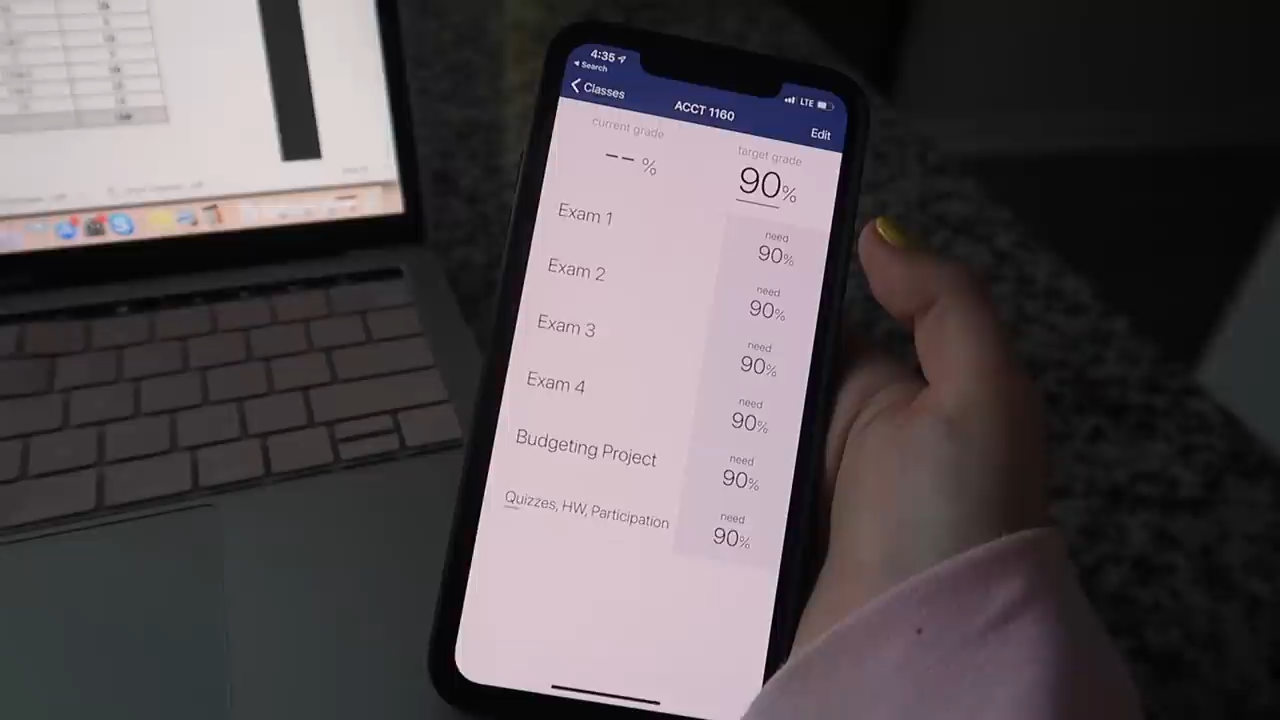 4:35
Search
LTE
Classes
ACCT 1160
Edit
current grade
target grade
-- %
90%
Exam 1
need
90%
Exam 2
need
90%
Exam 3
need
90%
Exam 4
need
90%
Budgeting Project
need
90%
Quizzes, HW, Participation
need
90%